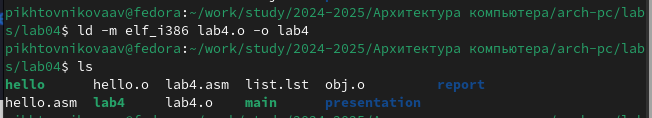 pikhtovnikovaav@fedora:~/work/study/2024-2025/Архитектура компьютера/arch-pc/lab
s/lab04$ ld -m elf_i386 lab4.o -o lab4
pikhtovnikovaav@fedora:~/work/study/2024-2025/Архитектура компьютера/arch-pc/lab
s/lab04$ ls
hello hello.o lab4.asm list.lst obj.o report
hello.asm lab4 lab4.o main presentation